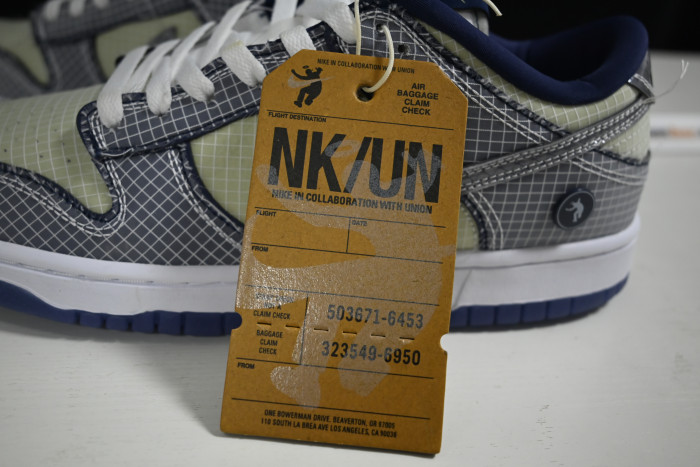 NIKE IN COLLABORATION WITH UNION
AIR
BAGGAGE
CLAIM
CHECK
FLIGHT DESTINATION
NK/UN
NIKE IN COLLABORATION WITH UNION
FLIGHT
DATE
FROM
CLAIM CHECK
503671-6453
BAGGAGE
CLAIM
CHECK
323549-6950
FROM
ONE BOWERMAN DRIVE, BEAVERTON, OR 97005
110 SOUTH LA BREA AVE LOS ANGELES, CA 90036